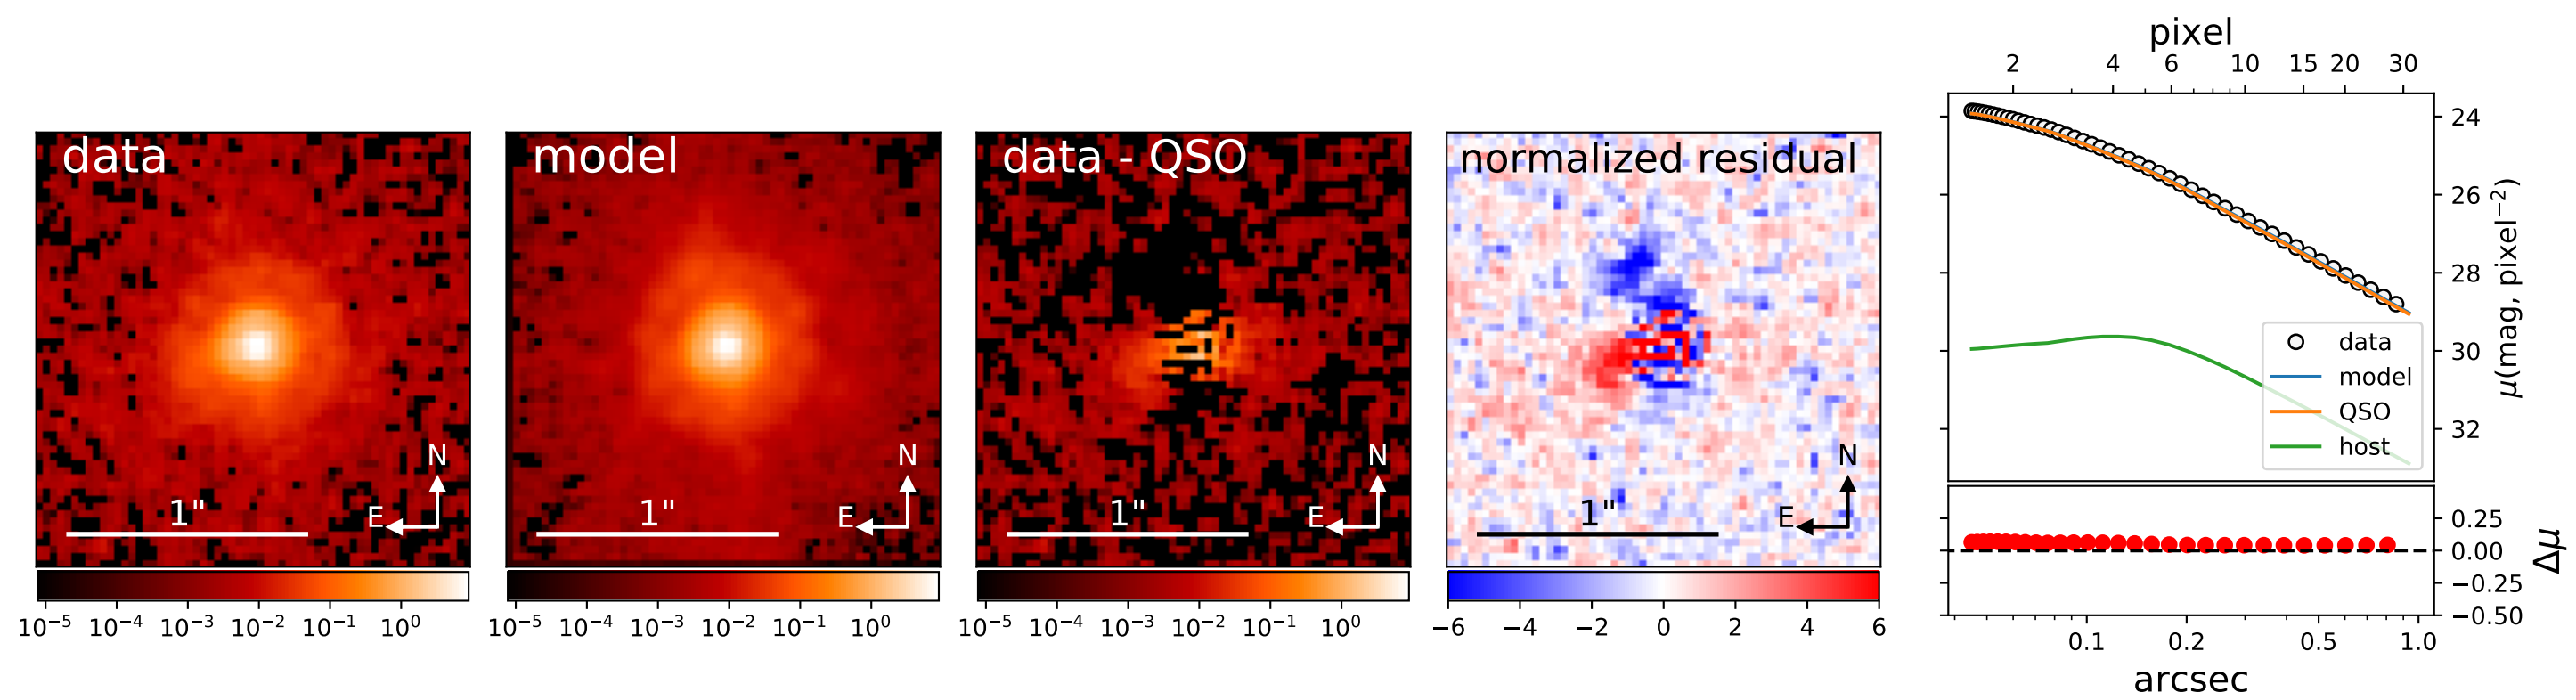 data
1"
N
E
10⁻⁵ 10⁻⁴ 10⁻³ 10⁻² 10⁻¹ 10⁰
model
1"
N
E
10⁻⁵ 10⁻⁴ 10⁻³ 10⁻² 10⁻¹ 10⁰
data - QSO
1"
N
E
10⁻⁵ 10⁻⁴ 10⁻³ 10⁻² 10⁻¹ 10⁰
normalized residual
1"
N
E
−6 −4 −2 0 2 4 6
pixel
2 4 6 10 15 20 30
24
26
28
30
32
μ(mag, pixel⁻²)
data
model
QSO
host
0.25
0.00
−0.25
−0.50
Δμ
0.1 0.2 0.5 1.0
arcsec